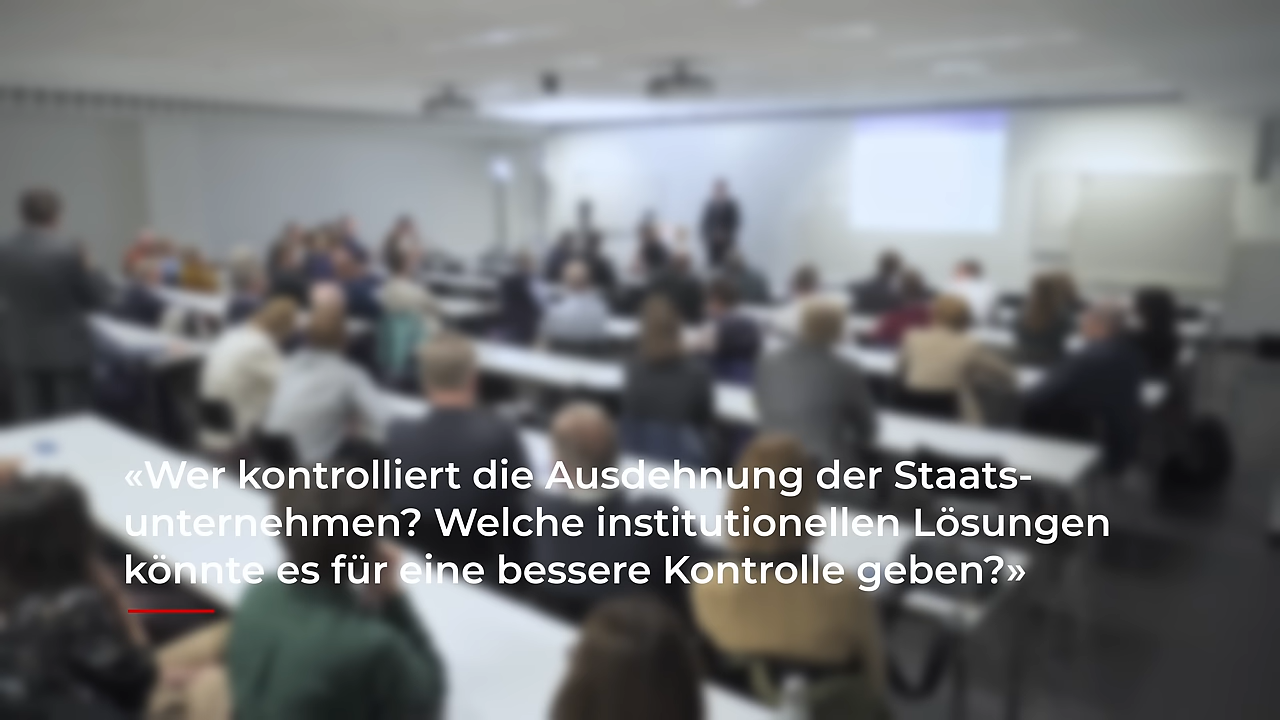 «Wer kontrolliert die Ausdehnung der Staats-
unternehmen? Welche institutionellen Lösungen
könnte es für eine bessere Kontrolle geben?»